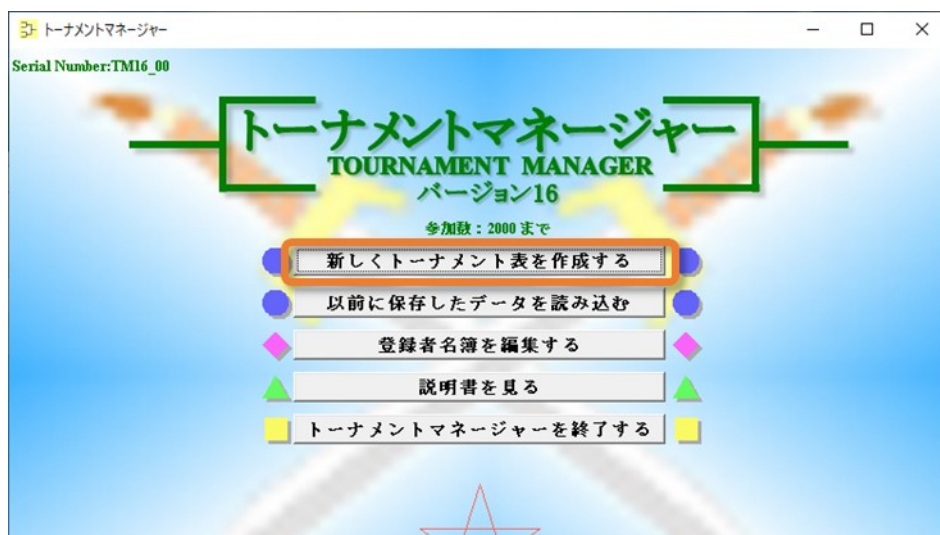 トーナメントマネージャー
Serial Number:TM16_00
トーナメントマネージャー
TOURNAMENT MANAGER
バージョン16
参加数：2000まで
新しくトーナメント表を作成する
以前に保存したデータを読み込む
登録者名簿を編集する
説明書を見る
トーナメントマネージャーを終了する